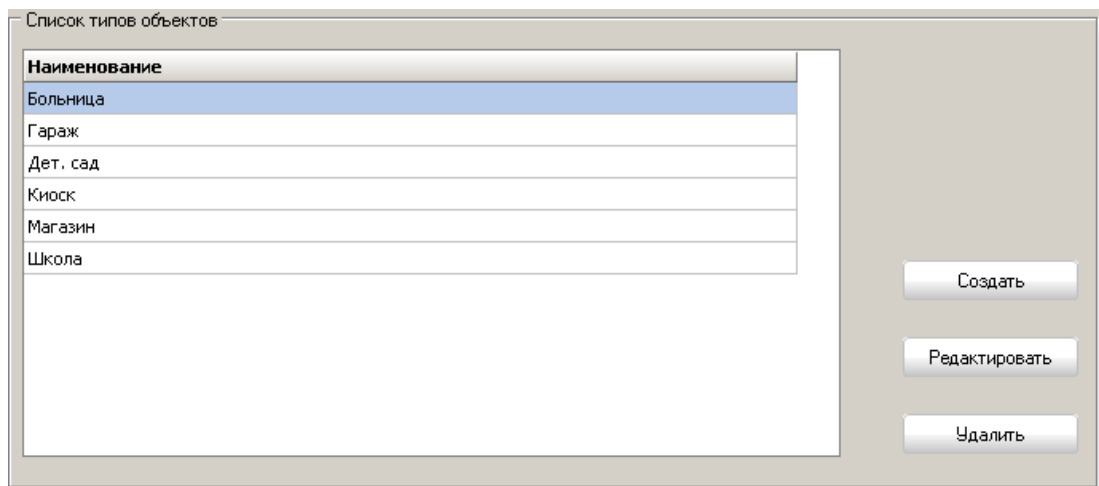 Список типов объектов
Наименование
Больница
Гараж
Дет. сад
Киоск
Магазин
Школа
Создать
Редактировать
Удалить